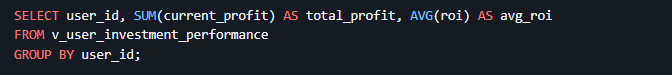 SELECT user_id, SUM(current_profit) AS total_profit, AVG(roi) AS avg_roi
FROM v_user_investment_performance
GROUP BY user_id;